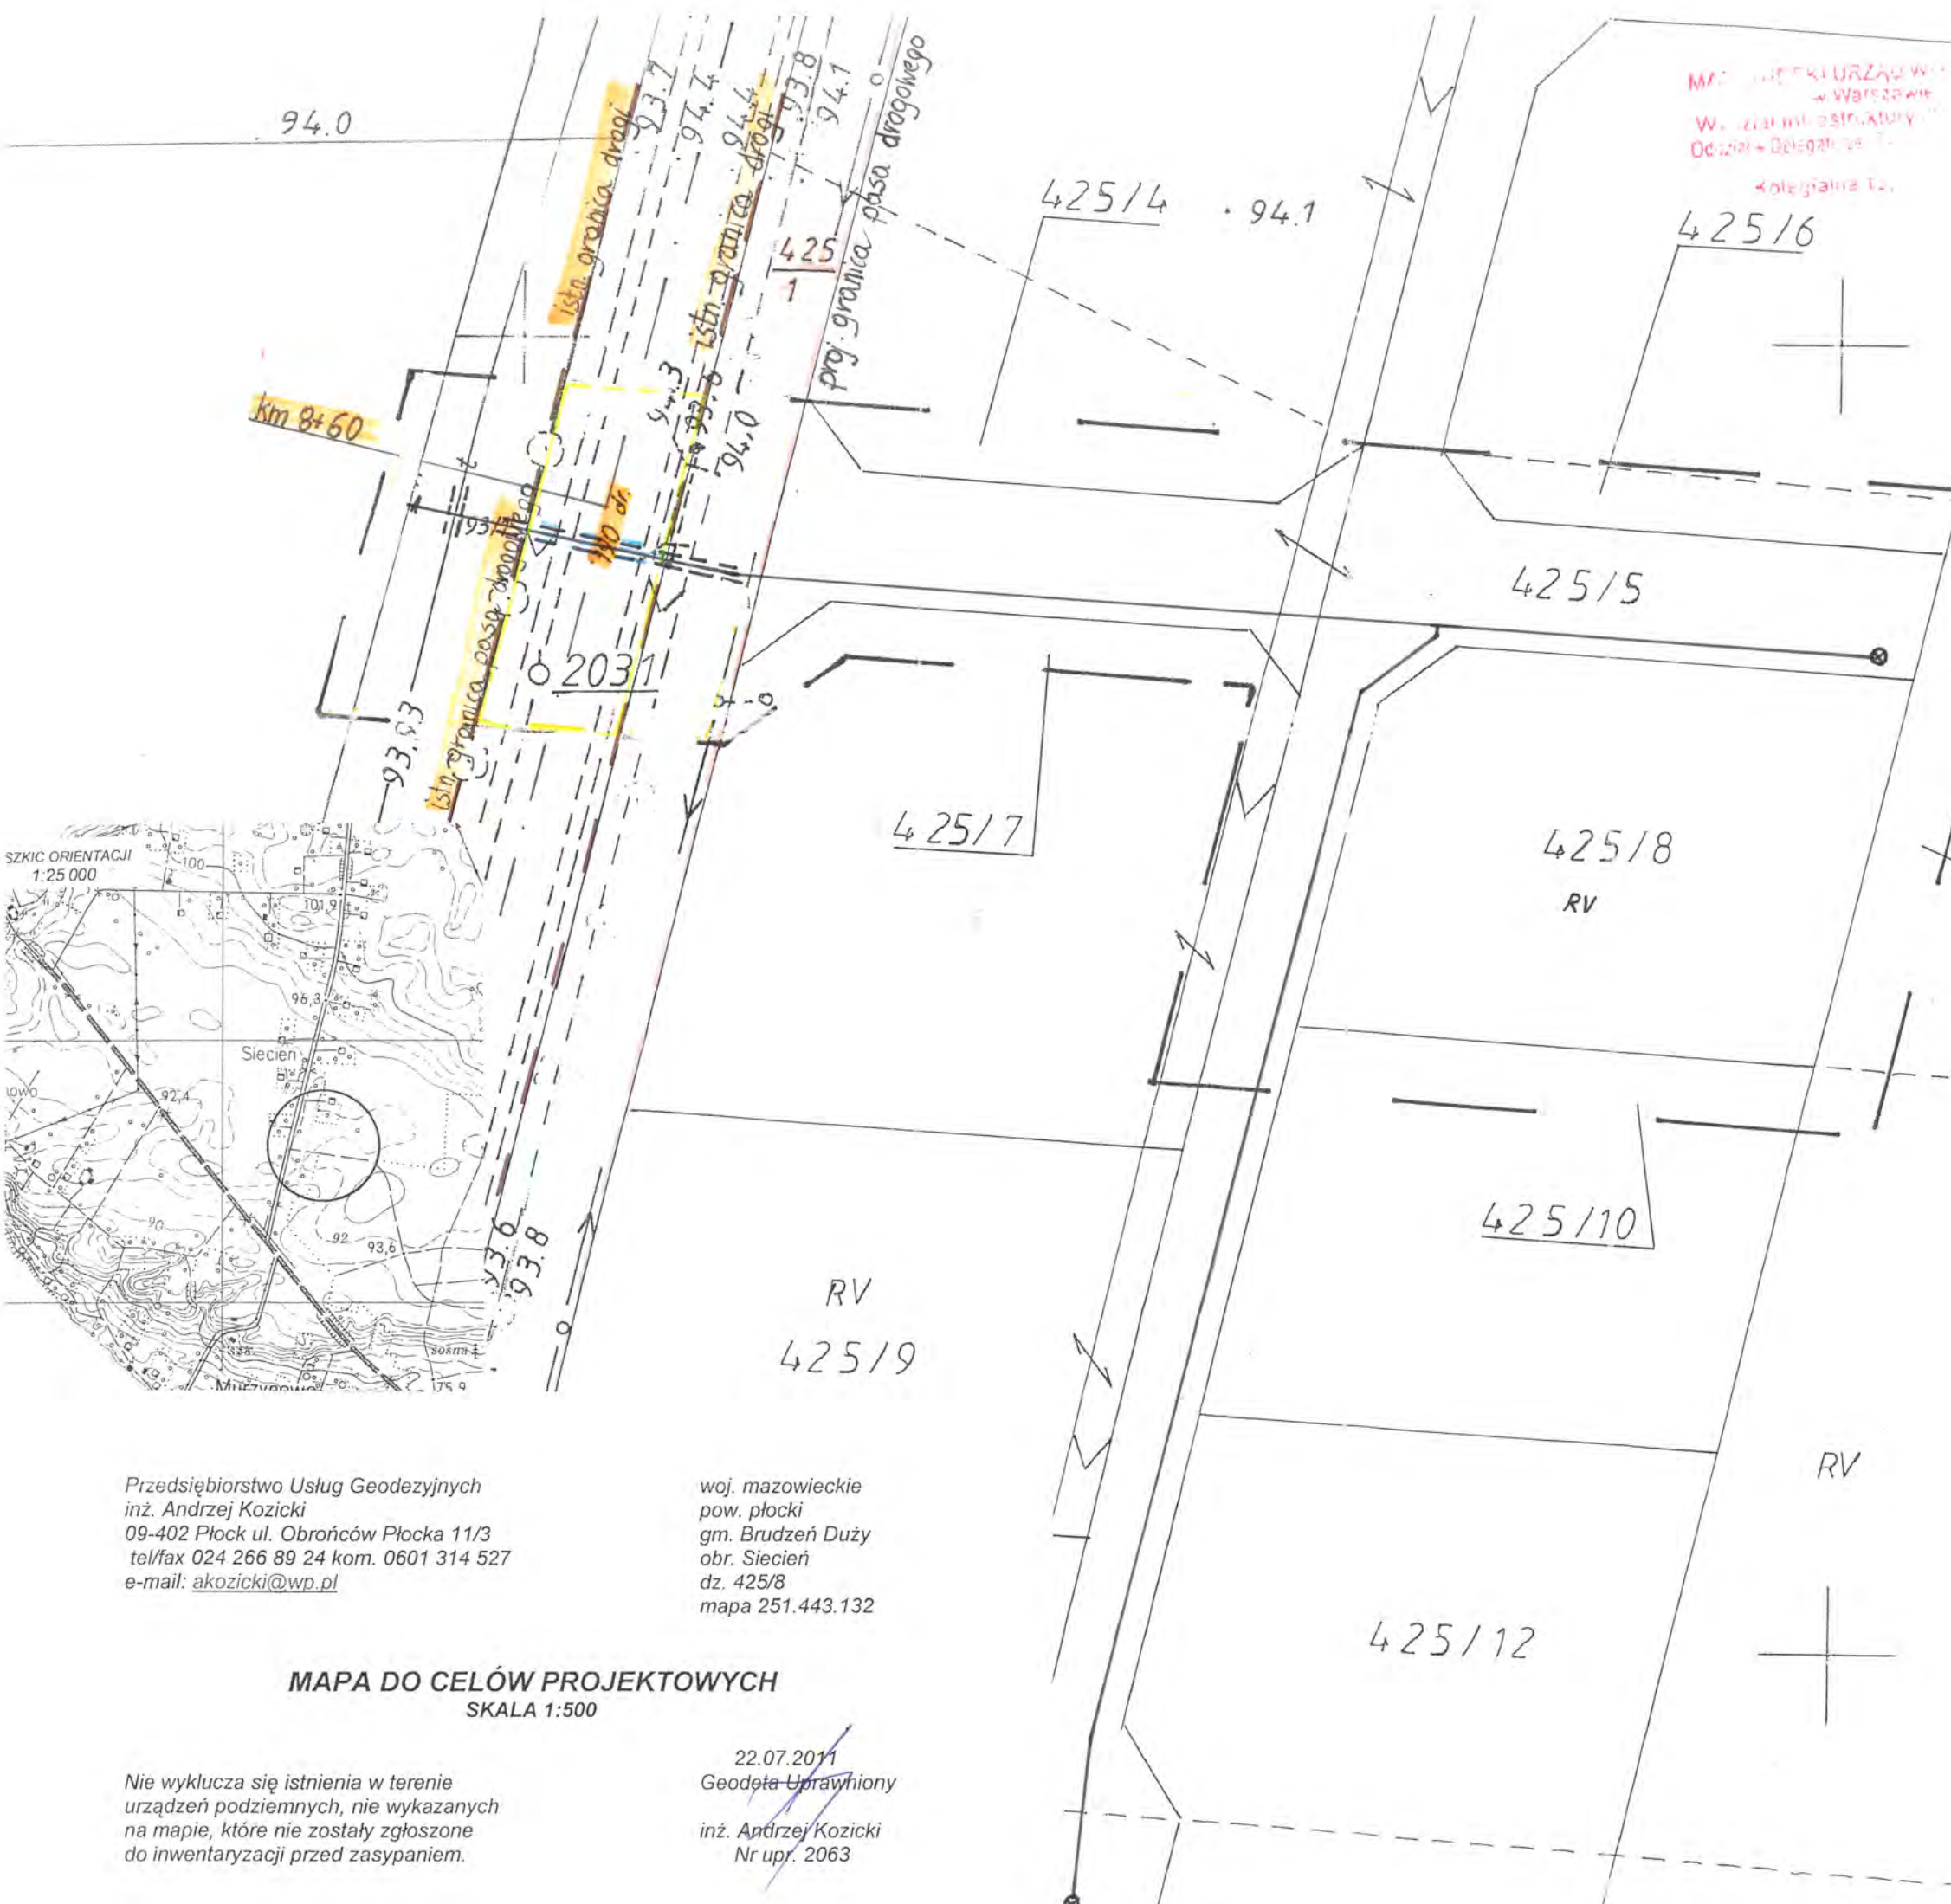 94.0
istn. granica drogi
93.7
94.4
94.4
istn. granica drogi
93.8
94.1
proj. granica pasa drogowego
425
1
425/4
94.1
w Warszawie
425/6
km 8+60
t
istn. granica pasa drogowego
94.3
94.0
2031
93.93
425/5
425/7
425/8
RV
SZKIC ORIENTACJI
1:25 000
100
101,9
96,3
Siecień
92,4
90
92
93,6
sosna
75,9
93.6
93.8
RV
425/9
425/10
RV
425/12
Przedsiębiorstwo Usług Geodezyjnych
inż. Andrzej Kozicki
09-402 Płock ul. Obrońców Płocka 11/3
tel/fax 024 266 89 24 kom. 0601 314 527
e-mail: akozicki@wp.pl
woj. mazowieckie
pow. płocki
gm. Brudzeń Duży
obr. Siecień
dz. 425/8
mapa 251.443.132
MAPA DO CELÓW PROJEKTOWYCH
SKALA 1:500
Nie wyklucza się istnienia w terenie
urządzeń podziemnych, nie wykazanych
na mapie, które nie zostały zgłoszone
do inwentaryzacji przed zasypaniem.
22.07.2011
Geodeta Uprawniony
inż. Andrzej Kozicki
Nr upr. 2063